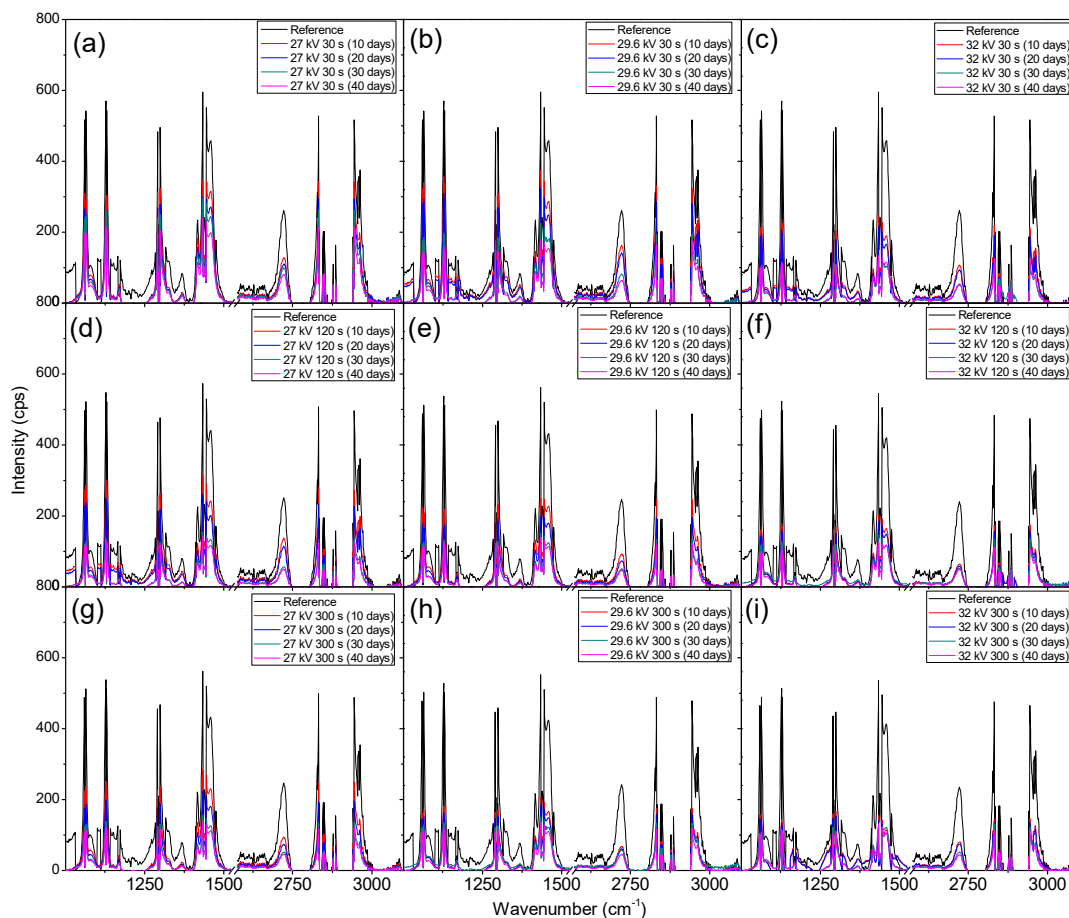 800
600
400
200
800
(a)
Reference
27 kV 30 s (10 days)
27 kV 30 s (20 days)
27 kV 30 s (30 days)
27 kV 30 s (40 days)
(b)
Reference
29.6 kV 30 s (10 days)
29.6 kV 30 s (20 days)
29.6 kV 30 s (30 days)
29.6 kV 30 s (40 days)
(c)
Reference
32 kV 30 s (10 days)
32 kV 30 s (20 days)
32 kV 30 s (30 days)
32 kV 30 s (40 days)
Intensity (cps)
600
400
200
800
(d)
Reference
27 kV 120 s (10 days)
27 kV 120 s (20 days)
27 kV 120 s (30 days)
27 kV 120 s (40 days)
(e)
Reference
29.6 kV 120 s (10 days)
29.6 kV 120 s (20 days)
29.6 kV 120 s (30 days)
29.6 kV 120 s (40 days)
(f)
Reference
32 kV 120 s (10 days)
32 kV 120 s (20 days)
32 kV 120 s (30 days)
32 kV 120 s (40 days)
600
400
200
0
(g)
Reference
27 kV 300 s (10 days)
27 kV 300 s (20 days)
27 kV 300 s (30 days)
27 kV 300 s (40 days)
(h)
Reference
29.6 kV 300 s (10 days)
29.6 kV 300 s (20 days)
29.6 kV 300 s (30 days)
29.6 kV 300 s (40 days)
(i)
Reference
32 kV 300 s (10 days)
32 kV 300 s (20 days)
32 kV 300 s (30 days)
32 kV 300 s (40 days)
1250 1500 2750 3000 1250 1500 2750 3000 1250 1500 2750 3000
Wavenumber (cm⁻¹)